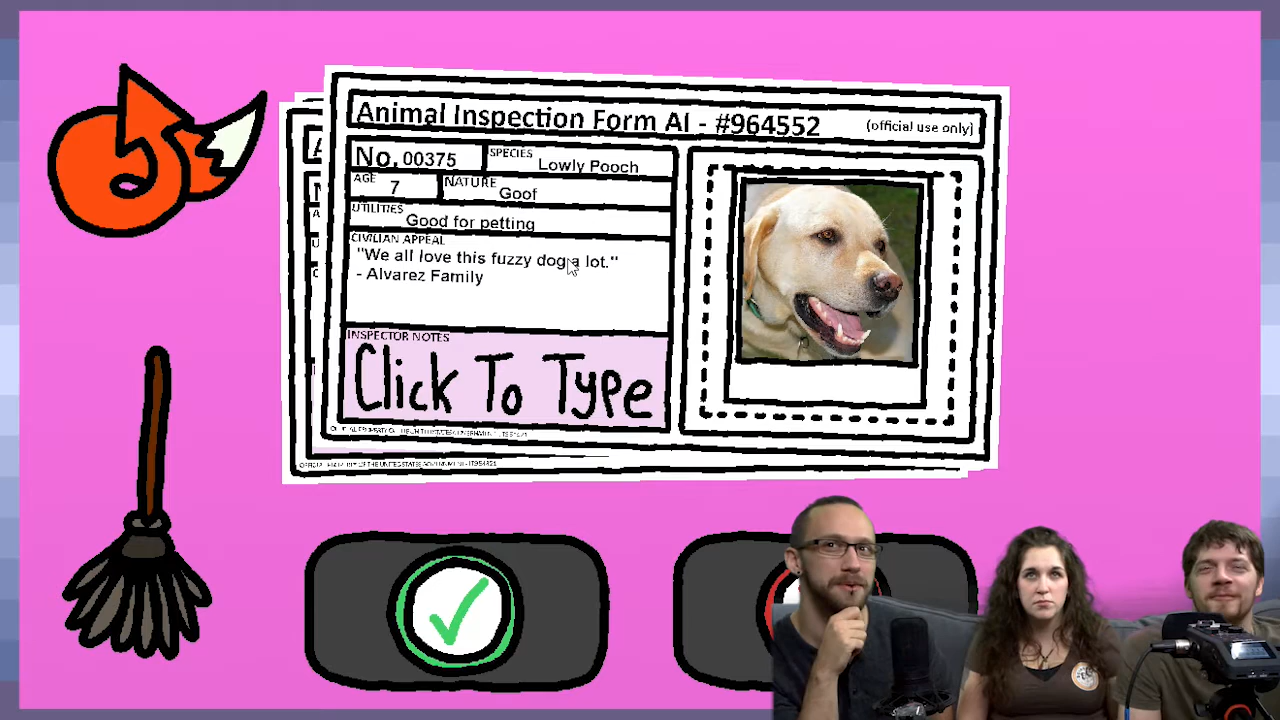 Animal Inspection Form AI - #964552
(official use only)
No. 00375
SPECIES Lowly Pooch
AGE 7
NATURE Goof
UTILITIES Good for petting
CIVILIAN APPEAL
"We all love this fuzzy dog a lot."
- Alvarez Family
INSPECTOR NOTES
Click To Type